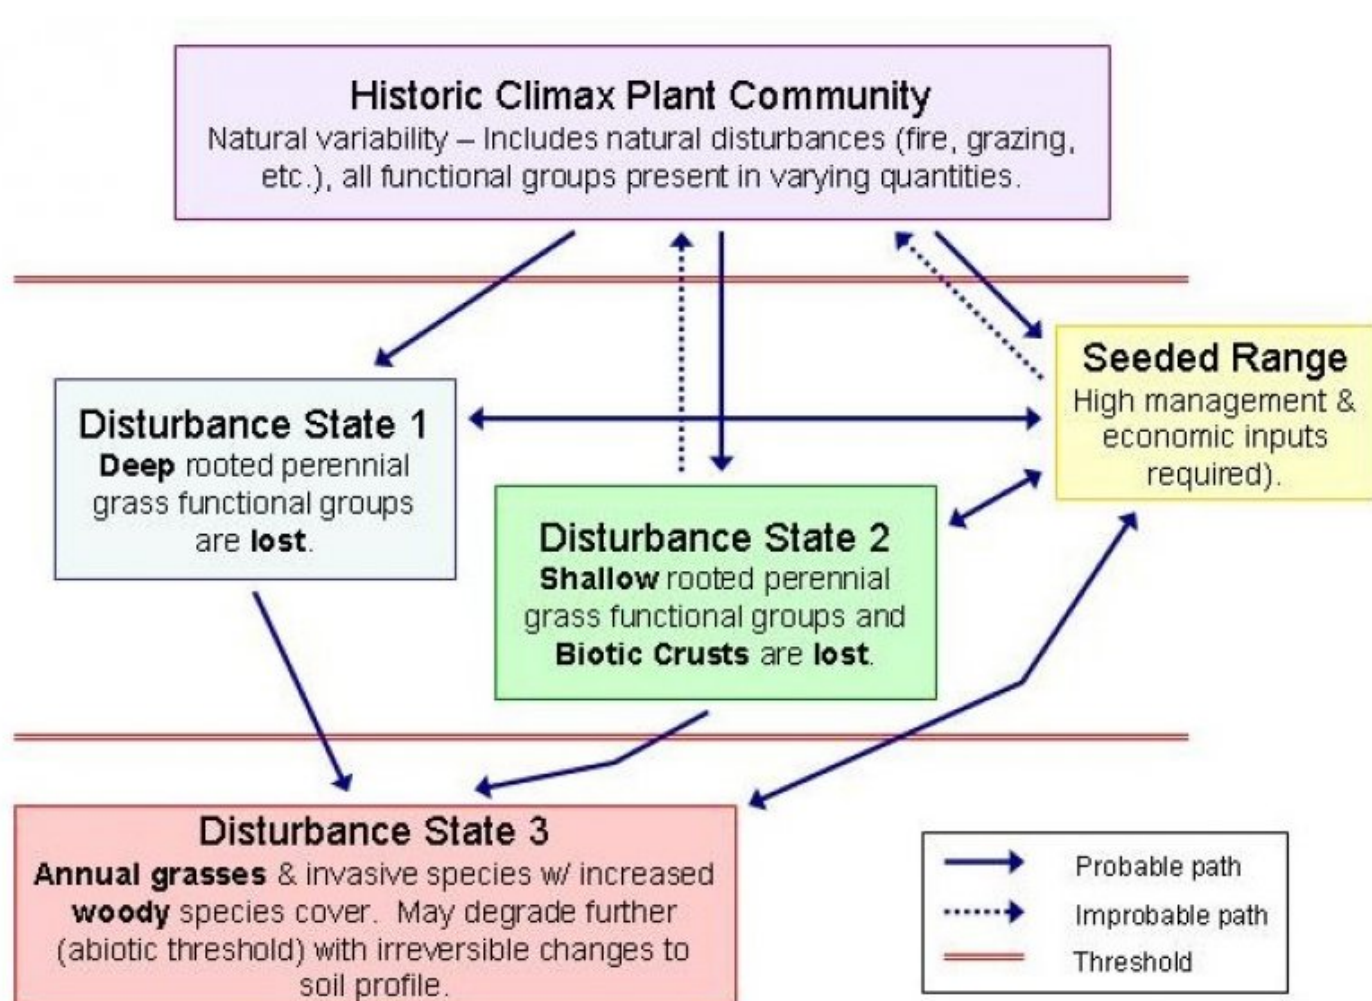 Historic Climax Plant Community
Natural variability – Includes natural disturbances (fire, grazing,
etc.), all functional groups present in varying quantities.
Seeded Range
High management &
economic inputs
required).
Disturbance State 1
Deep rooted perennial
grass functional groups
are lost.
Disturbance State 2
Shallow rooted perennial
grass functional groups and
Biotic Crusts are lost.
Disturbance State 3
Annual grasses & invasive species w/ increased
woody species cover. May degrade further
(abiotic threshold) with irreversible changes to
soil profile.
Probable path
Improbable path
Threshold